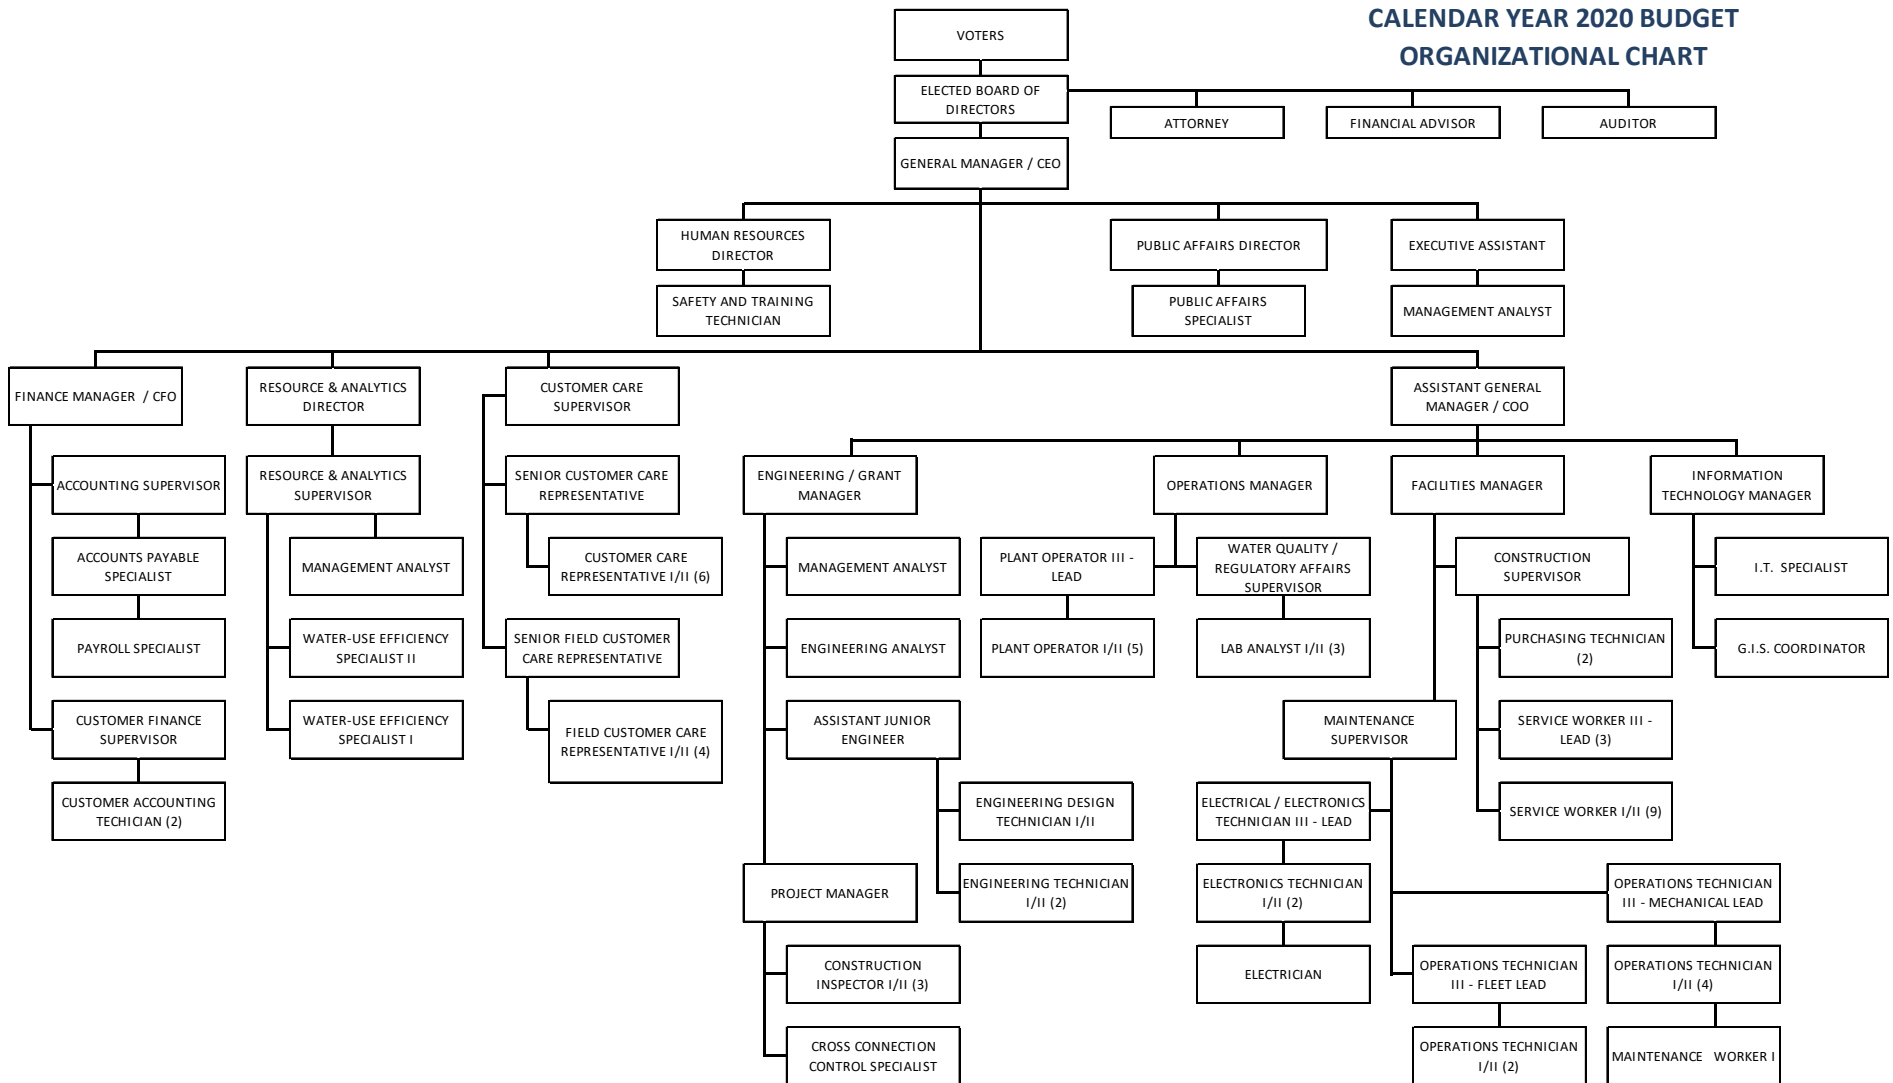 CALENDAR YEAR 2020 BUDGET
ORGANIZATIONAL CHART
VOTERS
ELECTED BOARD OF
DIRECTORS
ATTORNEY
FINANCIAL ADVISOR
AUDITOR
GENERAL MANAGER / CEO
HUMAN RESOURCES
DIRECTOR
PUBLIC AFFAIRS DIRECTOR
EXECUTIVE ASSISTANT
SAFETY AND TRAINING
TECHNICIAN
PUBLIC AFFAIRS
SPECIALIST
MANAGEMENT ANALYST
FINANCE MANAGER / CFO
RESOURCE & ANALYTICS
DIRECTOR
CUSTOMER CARE
SUPERVISOR
ASSISTANT GENERAL
MANAGER / COO
ACCOUNTING SUPERVISOR
RESOURCE & ANALYTICS
SUPERVISOR
SENIOR CUSTOMER CARE
REPRESENTATIVE
ENGINEERING / GRANT
MANAGER
OPERATIONS MANAGER
FACILITIES MANAGER
INFORMATION
TECHNOLOGY MANAGER
ACCOUNTS PAYABLE
SPECIALIST
MANAGEMENT ANALYST
CUSTOMER CARE
REPRESENTATIVE I/II (6)
MANAGEMENT ANALYST
PLANT OPERATOR III -
LEAD
WATER QUALITY /
REGULATORY AFFAIRS
SUPERVISOR
CONSTRUCTION
SUPERVISOR
I.T. SPECIALIST
PAYROLL SPECIALIST
WATER-USE EFFICIENCY
SPECIALIST II
SENIOR FIELD CUSTOMER
CARE REPRESENTATIVE
ENGINEERING ANALYST
PLANT OPERATOR I/II (5)
LAB ANALYST I/II (3)
PURCHASING TECHNICIAN
(2)
G.I.S. COORDINATOR
CUSTOMER FINANCE
SUPERVISOR
WATER-USE EFFICIENCY
SPECIALIST I
FIELD CUSTOMER CARE
REPRESENTATIVE I/II (4)
ASSISTANT JUNIOR
ENGINEER
MAINTENANCE
SUPERVISOR
SERVICE WORKER III -
LEAD (3)
CUSTOMER ACCOUNTING
TECHICIAN (2)
ENGINEERING DESIGN
TECHNICIAN I/II
ELECTRICAL / ELECTRONICS
TECHNICIAN III - LEAD
SERVICE WORKER I/II (9)
PROJECT MANAGER
ENGINEERING TECHNICIAN
I/II (2)
ELECTRONICS TECHNICIAN
I/II (2)
OPERATIONS TECHNICIAN
III - MECHANICAL LEAD
CONSTRUCTION
INSPECTOR I/II (3)
ELECTRICIAN
OPERATIONS TECHNICIAN
III - FLEET LEAD
OPERATIONS TECHNICIAN
I/II (4)
CROSS CONNECTION
CONTROL SPECIALIST
OPERATIONS TECHNICIAN
I/II (2)
MAINTENANCE WORKER I